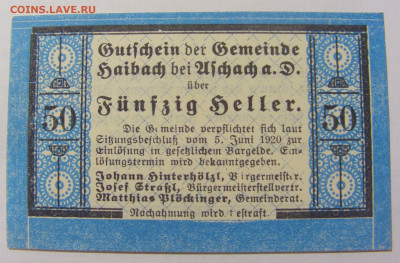 COINS.LAVE.RU
Gutschein der Gemeinde
Haibach bei Aschach a. D.
über
Fünfzig Heller.
50
50
Die Gemeinde verpflichtet sich laut
Sitzungsbeschluß vom 5. Juni 1920 zur
Einlösung in gesetzlichem Bargelde. Ein-
lösungstermin wird bekanntgegeben.
Johann Hinterhölzl, Bürgermeister.
Josef Straßl, Bürgermeisterstellvertr.
Matthias Plöckinger, Gemeinderat.
Nachahmung wird bestraft.